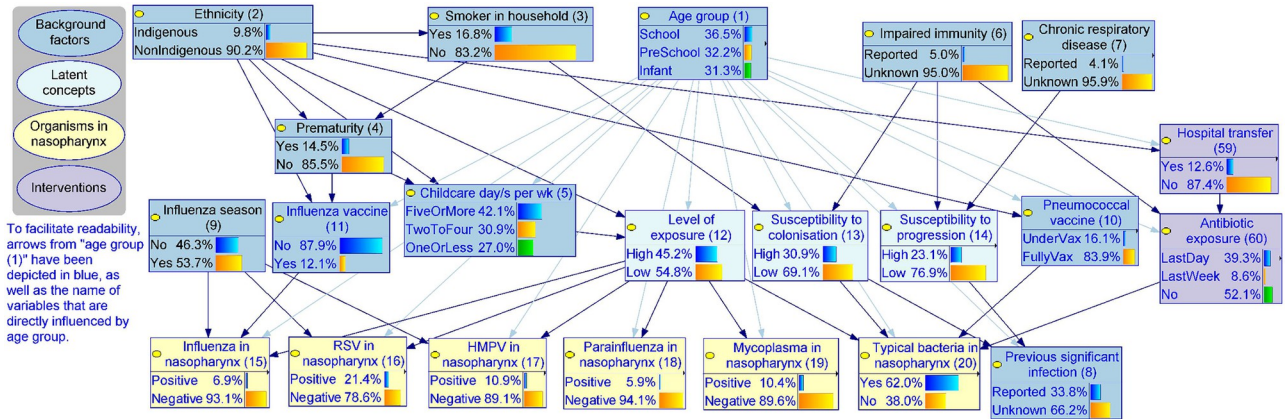 Background
factors
Latent
concepts
Organisms in
nasopharynx
Interventions
To facilitate readability,
arrows from "age group
(1)" have been
depicted in blue, as
well as the name of
variables that are
directly influenced by
age group.
Ethnicity (2)
Indigenous 9.8%
NonIndigenous 90.2%
Smoker in household (3)
Yes 16.8%
No 83.2%
Age group (1)
School 36.5%
PreSchool 32.2%
Infant 31.3%
Impaired immunity (6)
Reported 5.0%
Unknown 95.0%
Chronic respiratory
disease (7)
Reported 4.1%
Unknown 95.9%
Prematurity (4)
Yes 14.5%
No 85.5%
Hospital transfer
(59)
Yes 12.6%
No 87.4%
Influenza season
(9)
No 46.3%
Yes 53.7%
Influenza vaccine
(11)
No 87.9%
Yes 12.1%
Childcare day/s per wk (5)
FiveOrMore 42.1%
TwoToFour 30.9%
OneOrLess 27.0%
Level of
exposure (12)
High 45.2%
Low 54.8%
Susceptibility to
colonisation (13)
High 30.9%
Low 69.1%
Susceptibility to
progression (14)
High 23.1%
Low 76.9%
Pneumococcal
vaccine (10)
UnderVax 16.1%
FullyVax 83.9%
Antibiotic
exposure (60)
LastDay 39.3%
LastWeek 8.6%
No 52.1%
Influenza in
nasopharynx (15)
Positive 6.9%
Negative 93.1%
RSV in
nasopharynx (16)
Positive 21.4%
Negative 78.6%
HMPV in
nasopharynx (17)
Positive 10.9%
Negative 89.1%
Parainfluenza in
nasopharynx (18)
Positive 5.9%
Negative 94.1%
Mycoplasma in
nasopharynx (19)
Positive 10.4%
Negative 89.6%
Typical bacteria in
nasopharynx (20)
Yes 62.0%
No 38.0%
Previous significant
infection (8)
Reported 33.8%
Unknown 66.2%